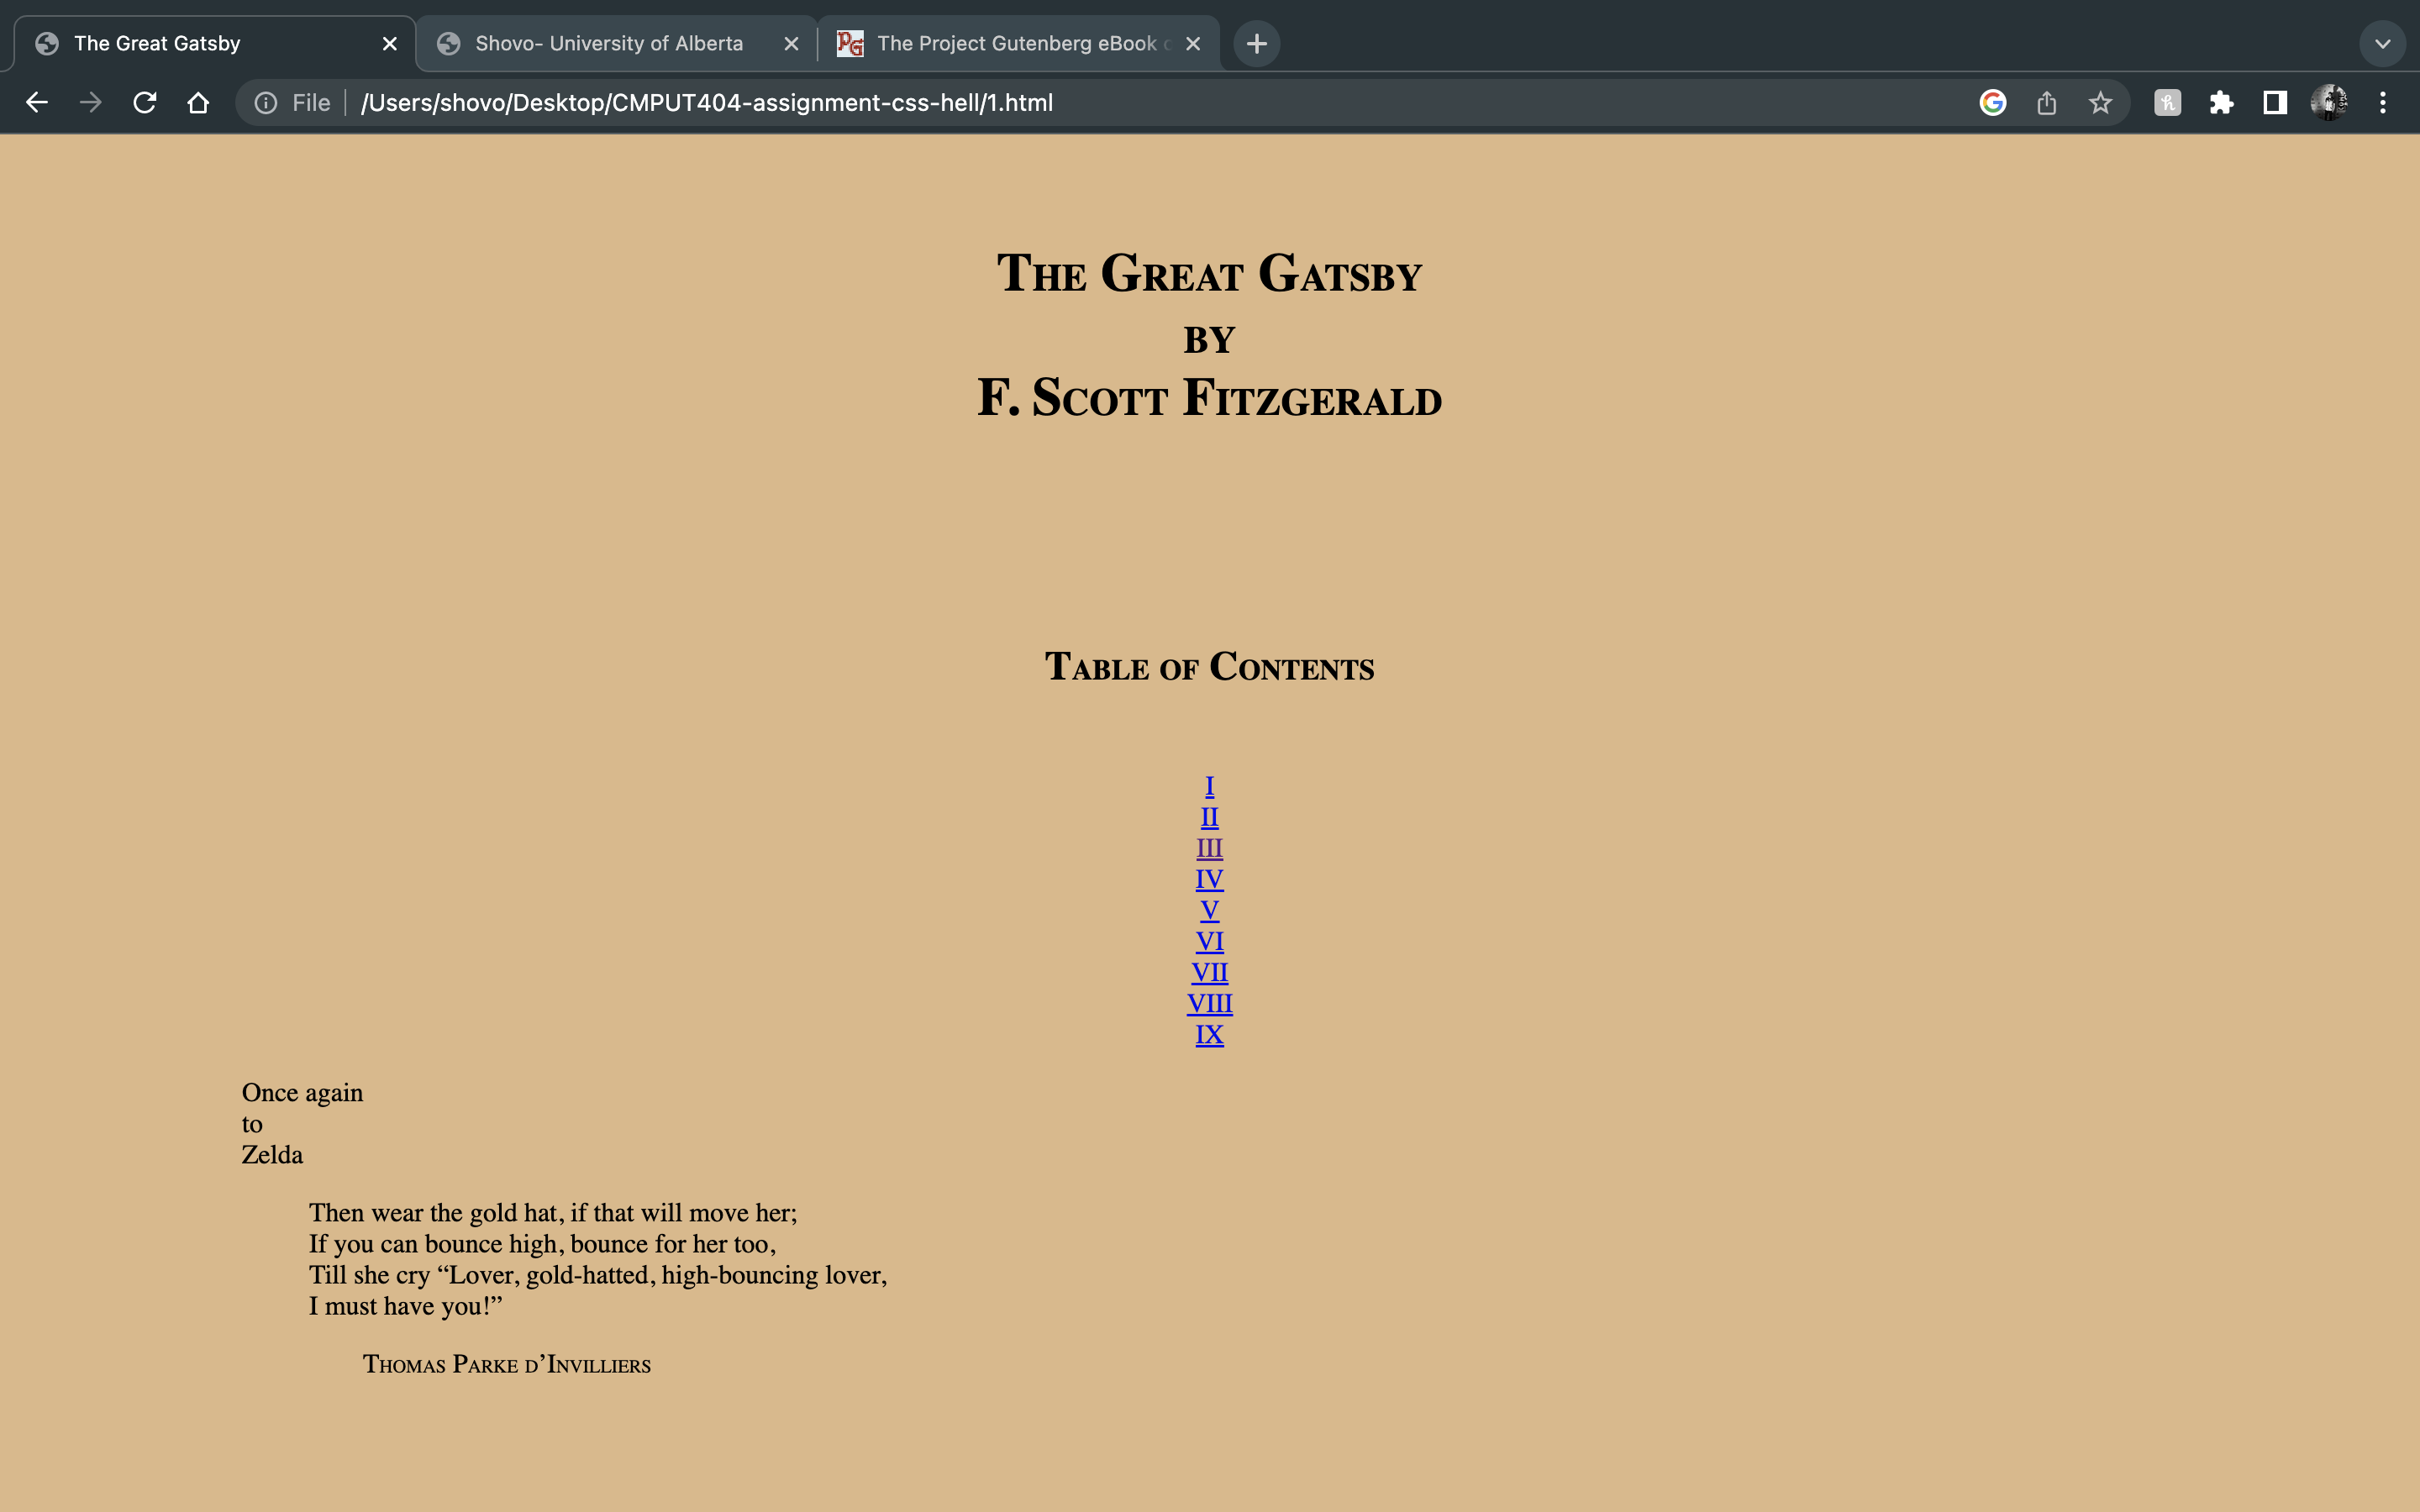 The Great Gatsby
Shovo- University of Alberta
The Project Gutenberg eBook
File
/Users/shovo/Desktop/CMPUT404-assignment-css-hell/1.html
The Great Gatsby
by
F. Scott Fitzgerald
Table of Contents
I
II
III
IV
V
VI
VII
VIII
IX
Once again
to
Zelda
Then wear the gold hat, if that will move her;
If you can bounce high, bounce for her too,
Till she cry “Lover, gold-hatted, high-bouncing lover,
I must have you!”
Thomas Parke d’Invilliers